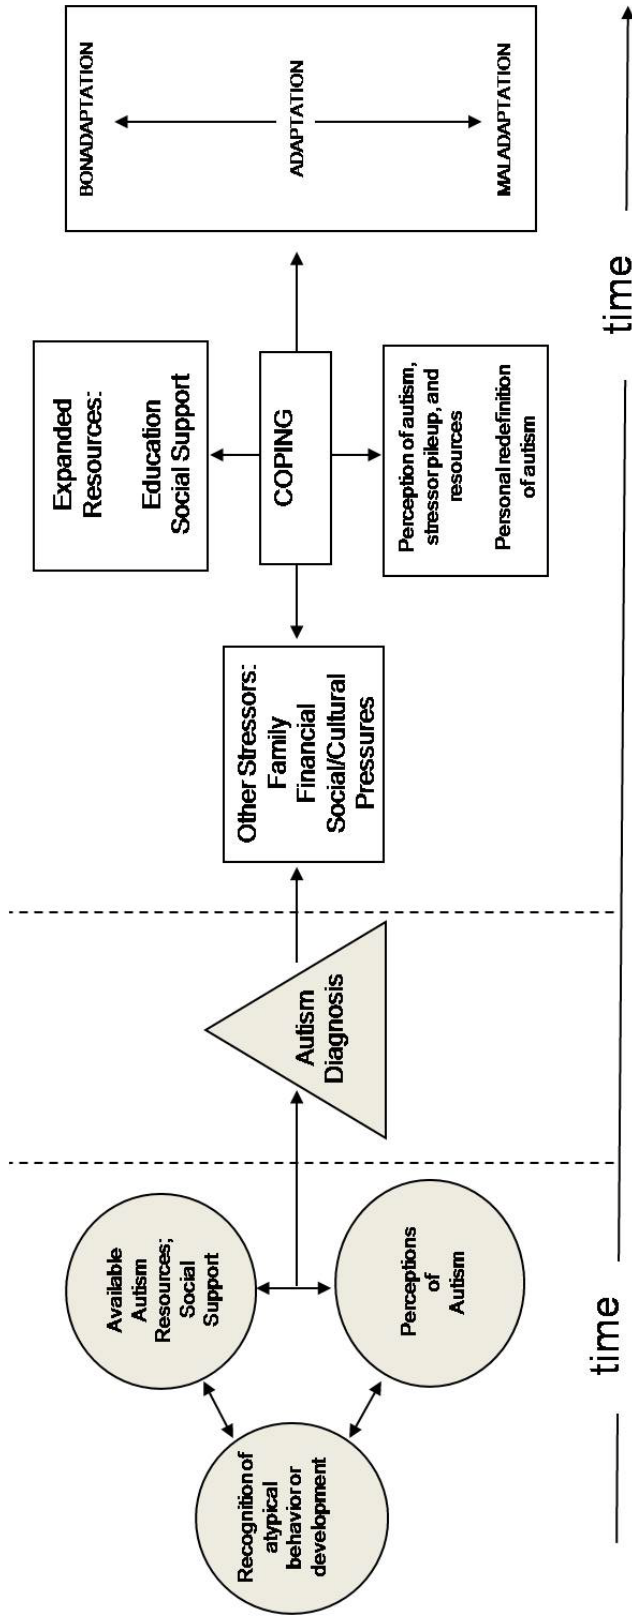 Recognition of
atypical
behavior or
development
Available
Autism
Resources;
Social
Support
Perceptions
of
Autism
Autism
Diagnosis
Other Stressors:
Family
Financial
Social/Cultural
Pressures
Expanded
Resources:
Education
Social Support
COPING
Perception of autism,
stressor pileup, and
resources
Personal redefinition
of autism
BONADAPTATION
ADAPTATION
MALADAPTATION
time
time